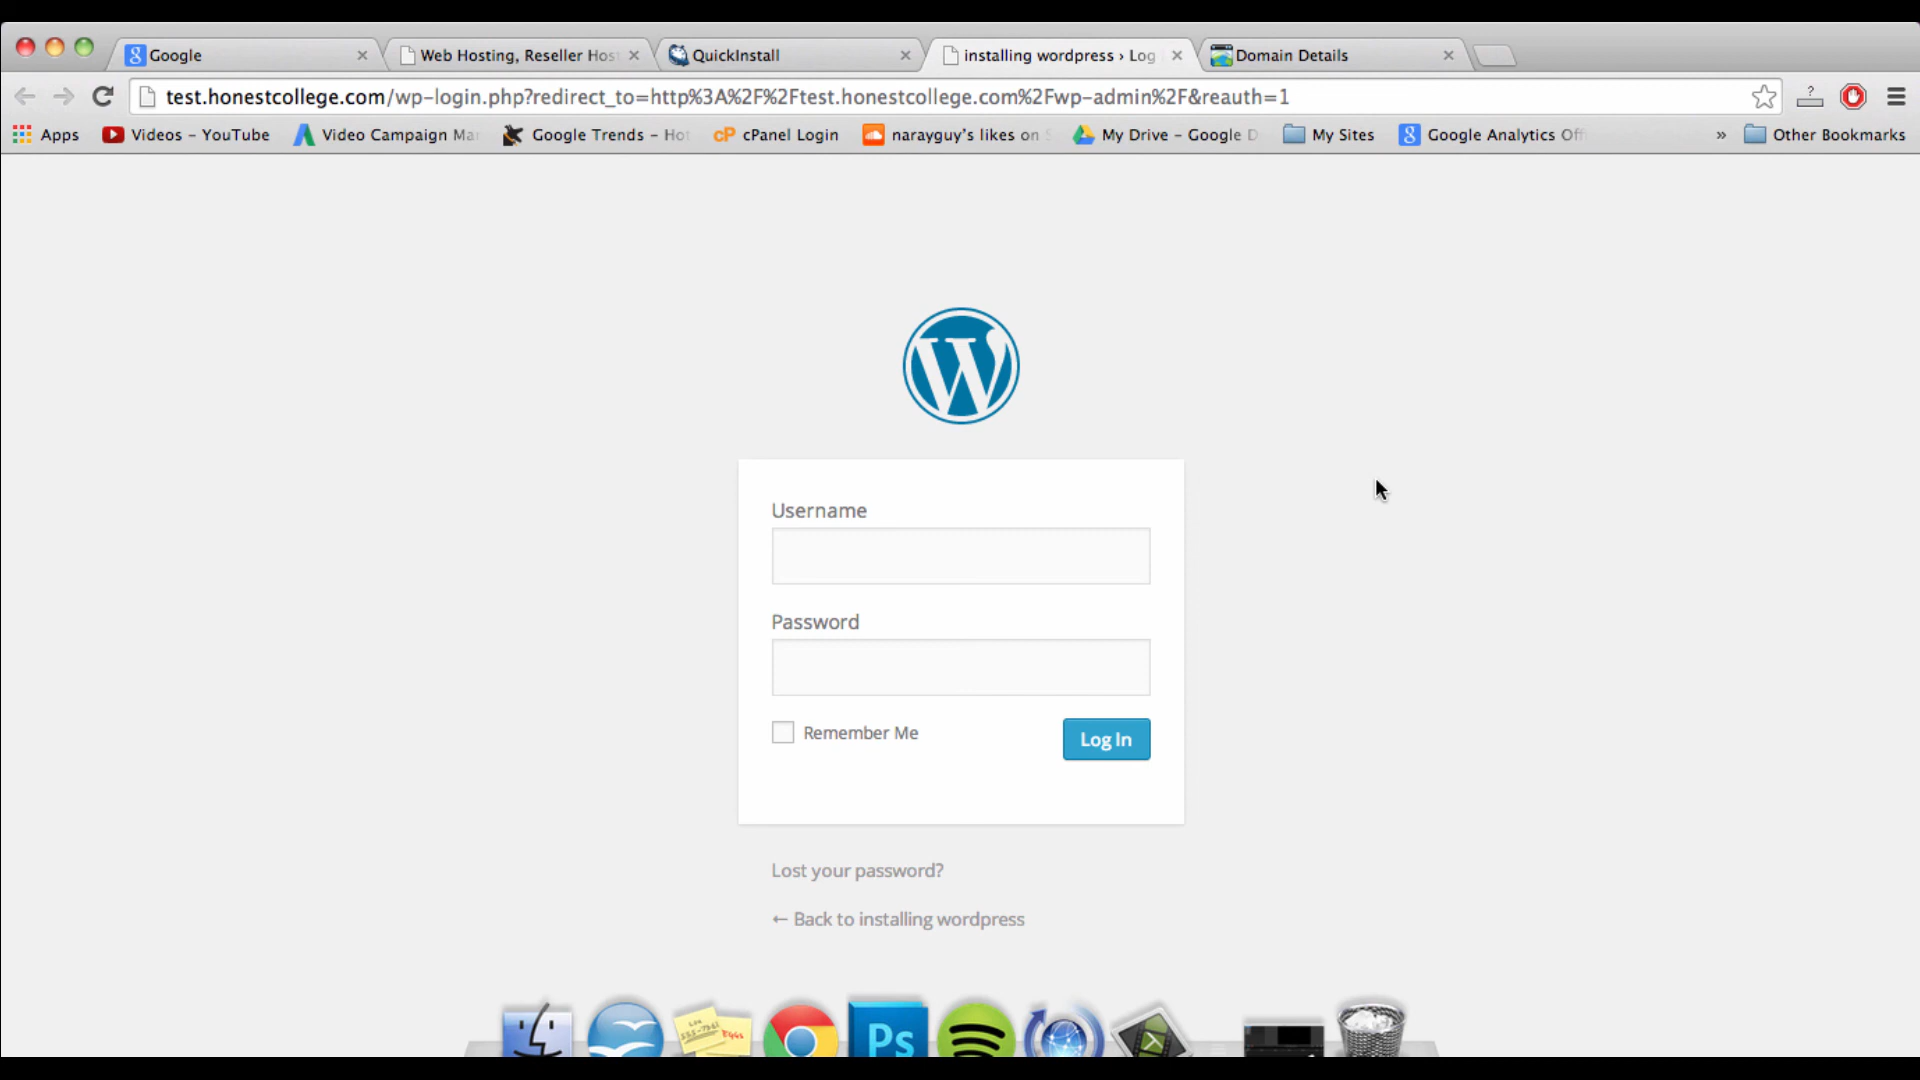 Google
Web Hosting, Reseller Hos
QuickInstall
installing wordpress › Log
Domain Details
test.honestcollege.com/wp-login.php?redirect_to=http%3A%2F%2Ftest.honestcollege.com%2Fwp-admin%2F&reauth=1
Apps
Videos – YouTube
Video Campaign Ma
Google Trends – Hot
cPanel Login
narayguy's likes on S
My Drive – Google D
My Sites
Google Analytics Off
» Other Bookmarks
Username
Password
Remember Me
Log In
Lost your password?
← Back to installing wordpress
Ps